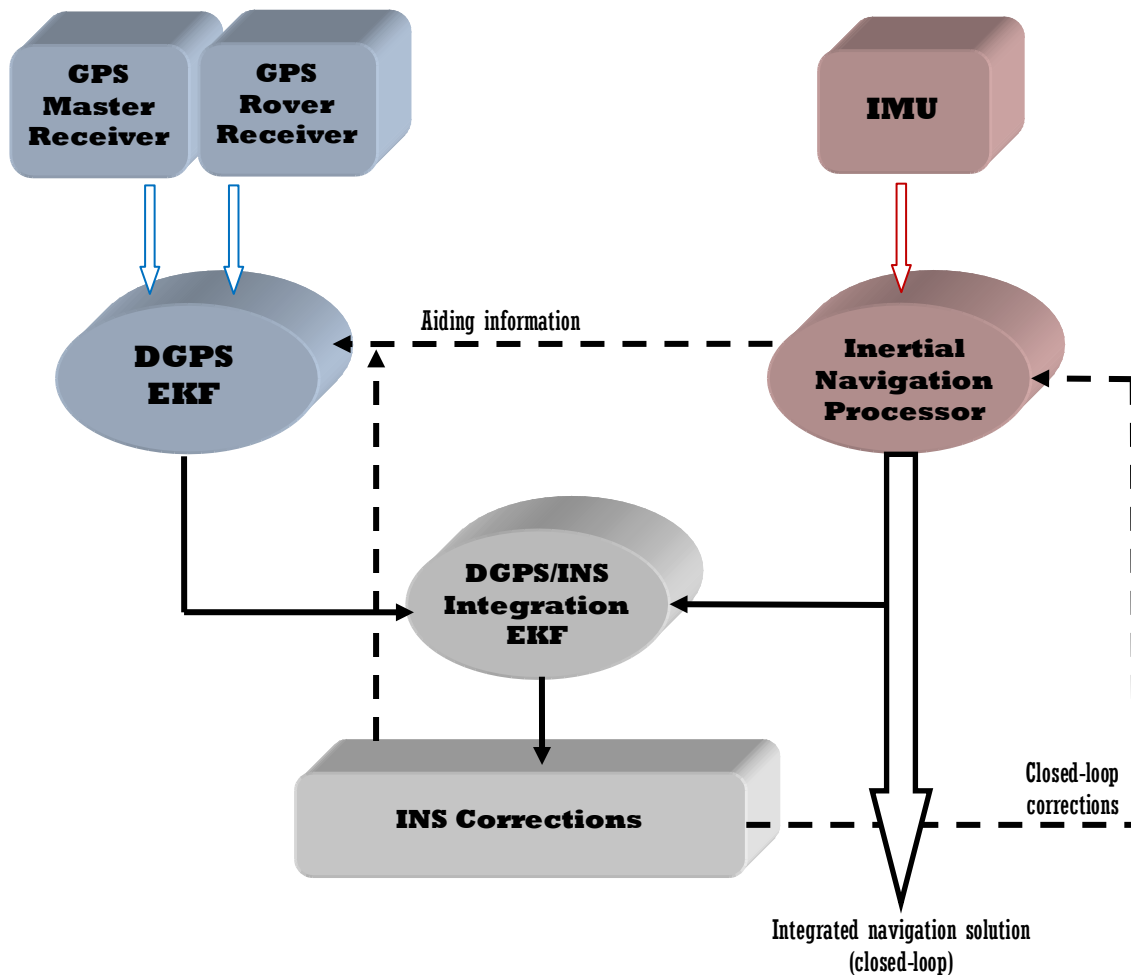 GPS
Master
Receiver
GPS
Rover
Receiver
IMU
Aiding information
DGPS
EKF
Inertial
Navigation
Processor
DGPS/INS
Integration
EKF
INS Corrections
Closed-loop
corrections
Integrated navigation solution
(closed-loop)